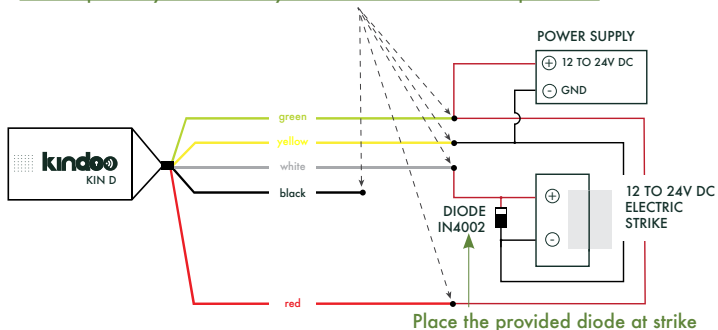 POWER SUPPLY
+ 12 TO 24V DC
- GND
green
yellow
white
black
kindoo
KIN D
+
-
DIODE
IN4002
12 TO 24V DC
ELECTRIC
STRIKE
red
Place the provided diode at strike